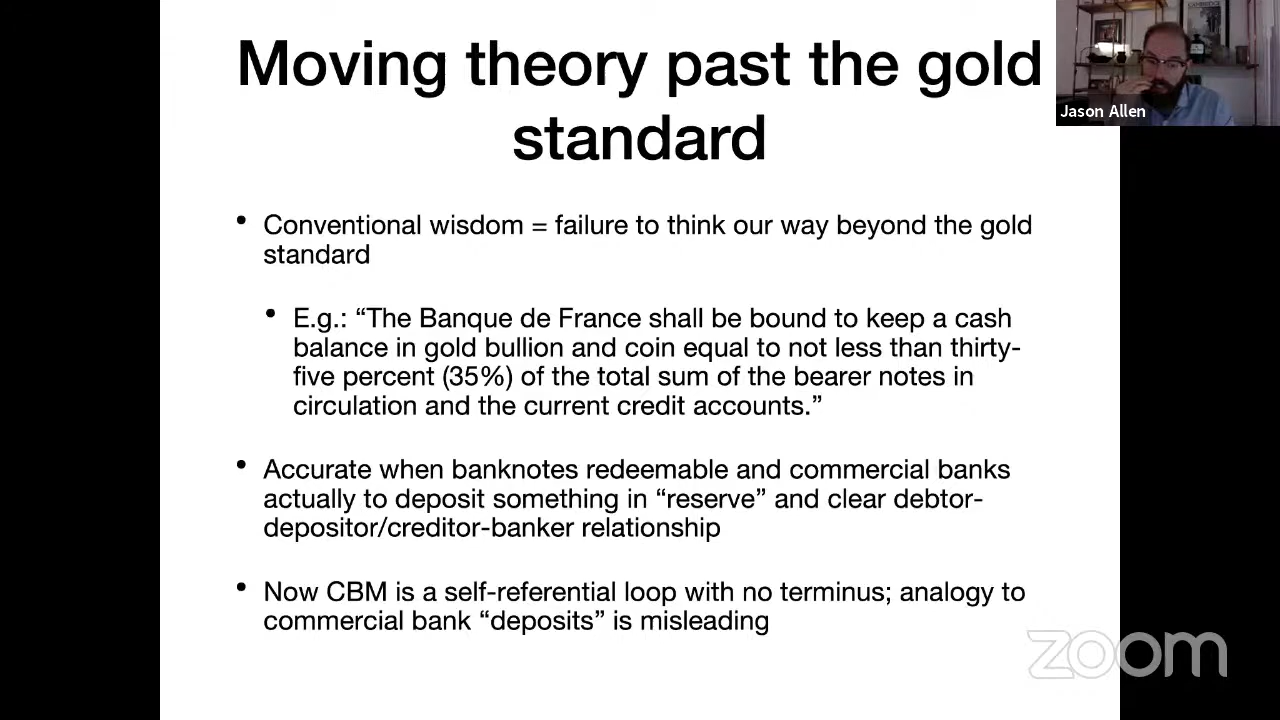 Moving theory past the gold
standard
Jason Allen
• Conventional wisdom = failure to think our way beyond the gold
standard
• E.g.: “The Banque de France shall be bound to keep a cash
balance in gold bullion and coin equal to not less than thirty-
five percent (35%) of the total sum of the bearer notes in
circulation and the current credit accounts.”
• Accurate when banknotes redeemable and commercial banks
actually to deposit something in “reserve” and clear debtor-
depositor/creditor-banker relationship
• Now CBM is a self-referential loop with no terminus; analogy to
commercial bank “deposits” is misleading
zoom